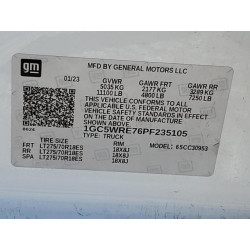 gm
MFD BY GENERAL MOTORS LLC
01/23 GVWR GAWR FRT GAWR RR
5035 KG 2177 KG 3289 KG
11100 LB 4800 LB 7250 LB
THIS VEHICLE CONFORMS TO ALL
APPLICABLE U.S. FEDERAL MOTOR
VEHICLE SAFETY STANDARDS IN
EFFECT ON THE DATE OF
MANUFACTURE SHOWN ABOVE.
1GC5WRE76PF235105
TYPE: TRUCK MODEL: 65CC30953
TIRE SIZE RIM
FRT LT275/70R18ES 18X8J
RR LT275/70R18ES 18X8J
SPA LT275/70R18ES 18X8J